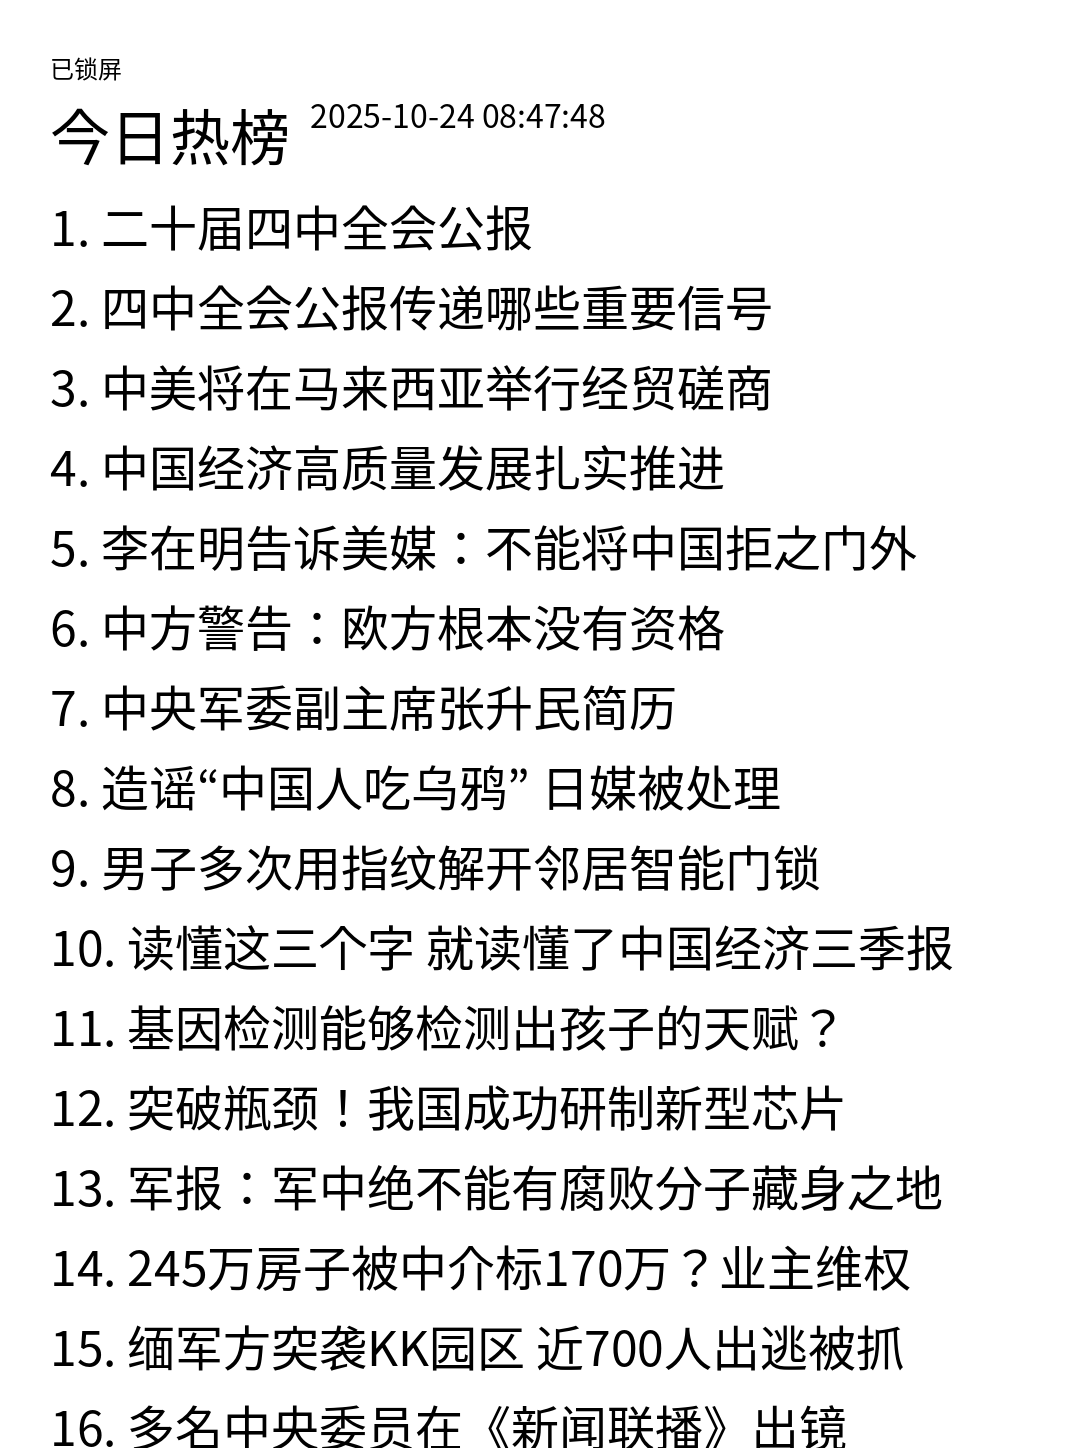 已锁屏
今日热榜 2025-10-24 08:47:48
1. 二十届四中全会公报
2. 四中全会公报传递哪些重要信号
3. 中美将在马来西亚举行经贸磋商
4. 中国经济高质量发展扎实推进
5. 李在明告诉美媒：不能将中国拒之门外
6. 中方警告：欧方根本没有资格
7. 中央军委副主席张升民简历
8. 造谣“中国人吃乌鸦” 日媒被处理
9. 男子多次用指纹解开邻居智能门锁
10. 读懂这三个字 就读懂了中国经济三季报
11. 基因检测能够检测出孩子的天赋？
12. 突破瓶颈！我国成功研制新型芯片
13. 军报：军中绝不能有腐败分子藏身之地
14. 245万房子被中介标170万？业主维权
15. 缅军方突袭KK园区 近700人出逃被抓
16. 多名中央委员在《新闻联播》出镜